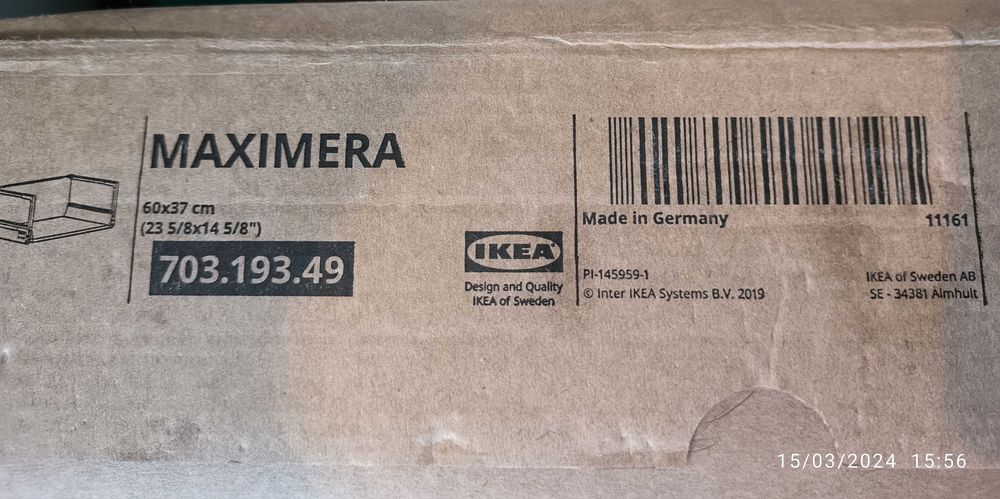 MAXIMERA
60x37 cm
(23 5/8x14 5/8")
703.193.49
IKEA
Design and Quality
IKEA of Sweden
Made in Germany
11161
PI-145959-1
© Inter IKEA Systems B.V. 2019
IKEA of Sweden AB
SE - 34381 Älmhult
15/03/2024 15:56